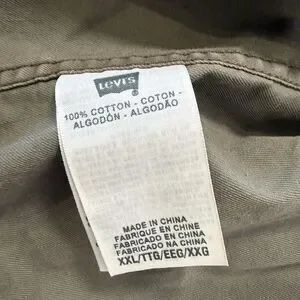 Levi's
®
100% COTTON - COTON -
ALGODÓN - ALGODÃO
MADE IN CHINA
FABRIQUE EN CHINE
FABRICADO EN CHINA
FABRICADO NA CHINA
XXL/TTG/EEG/XXG